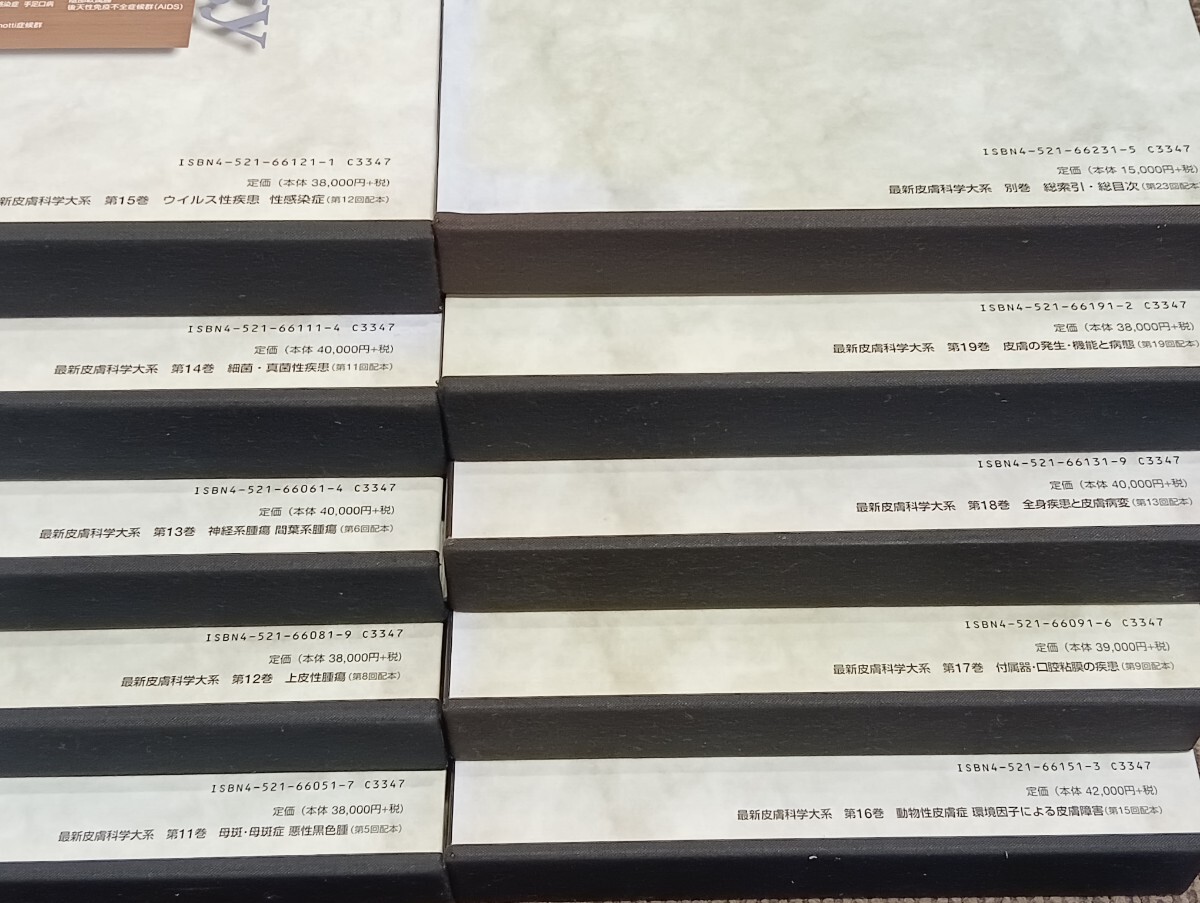 手足口病
後天性免疫不全症候群(AIDS)
notti症候群
ISBN4-521-66121-1 C3347
定価（本体 38,000円+税）
新皮膚科学大系 第15巻 ウイルス性疾患 性感染症(第12回配本)
ISBN4-521-66111-4 C3347
定価（本体 40,000円+税）
最新皮膚科学大系 第14巻 細菌・真菌性疾患(第11回配本)
ISBN4-521-66061-4 C3347
定価（本体 40,000円+税）
最新皮膚科学大系 第13巻 神経系腫瘍 間葉系腫瘍(第6回配本)
ISBN4-521-66081-9 C3347
定価（本体 38,000円+税）
最新皮膚科学大系 第12巻 上皮性腫瘍(第8回配本)
ISBN4-521-66051-7 C3347
定価（本体 38,000円+税）
最新皮膚科学大系 第11巻 母斑・母斑症 悪性黒色腫(第5回配本)
ISBN4-521-66231-5 C3347
定価（本体 15,000円+税）
最新皮膚科学大系 別巻 総索引・総目次(第23回配本
ISBN4-521-66191-2 C3347
定価（本体 38,000円+税）
最新皮膚科学大系 第19巻 皮膚の発生・機能と病態(第19回配本)
ISBN4-521-66131-9 C3347
定価（本体 40,000円+税）
最新皮膚科学大系 第18巻 全身疾患と皮膚病変(第13回配本)
ISBN4-521-66091-6 C3347
定価（本体 39,000円+税）
最新皮膚科学大系 第17巻 付属器・口腔粘膜の疾患(第9回配本)
ISBN4-521-66151-3 C3347
定価（本体 42,000円+税）
最新皮膚科学大系 第16巻 動物性皮膚症 環境因子による皮膚障害(第15回配本)